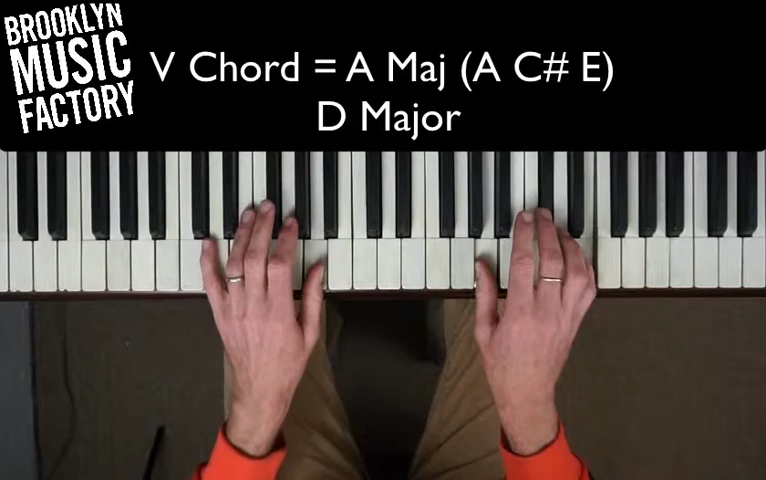 BROOKLYN
MUSIC
FACTORY
V Chord = A Maj (A C# E)
D Major